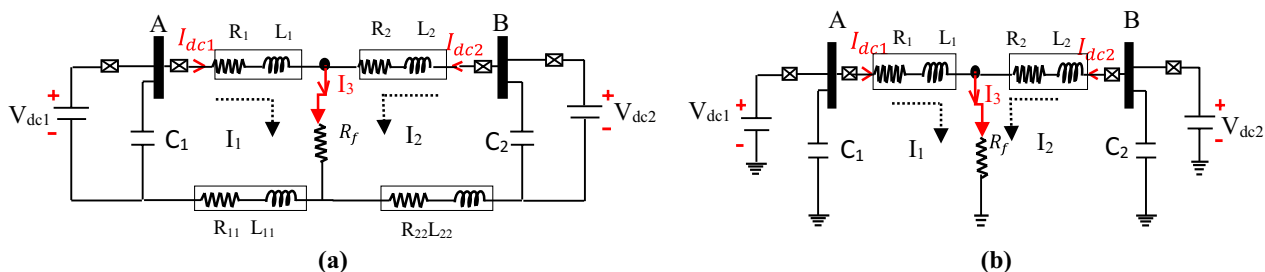 A
B
R₁ L₁
R₂ L₂
I_dc1
I_dc2
I₃
+
V_dc1
-
C₁
I₁
R_f
I₂
C₂
+
V_dc2
-
R₁₁ L₁₁
R₂₂L₂₂
(a)
A
B
R₁ L₁
R₂ L₂
I_dc1
I_dc2
I₃
+
V_dc1
-
C₁
I₁
R_f
I₂
C₂
+
V_dc2
-
(b)